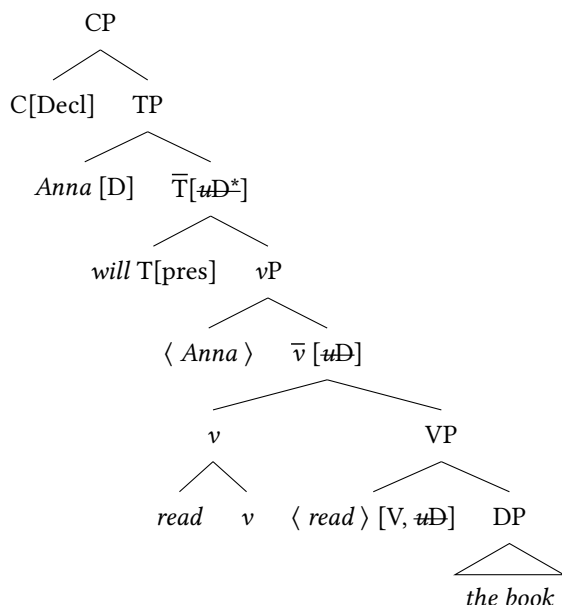 CP
C[Decl] TP
Anna [D] T̅[uD*]
will T[pres] vP
⟨ Anna ⟩ v̅ [uD]
v VP
read v ⟨ read ⟩ [V, uD] DP
the book